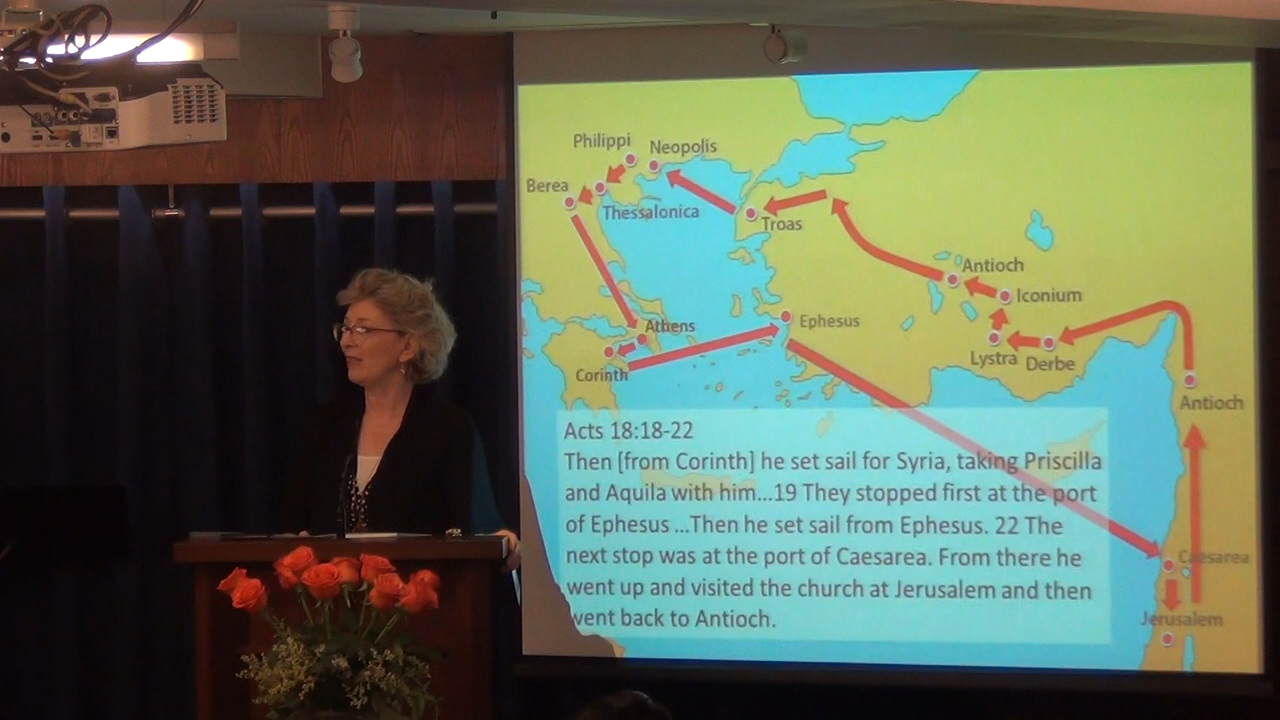 Philippi
Neopolis
Berea
Thessalonica
Troas
Antioch
Iconium
Athens
Ephesus
Lystra
Derbe
Corinth
Antioch
Acts 18:18-22
Then [from Corinth] he set sail for Syria, taking Priscilla
and Aquila with him...19 They stopped first at the port
of Ephesus ...Then he set sail from Ephesus. 22 The
next stop was at the port of Caesarea. From there he
went up and visited the church at Jerusalem and then
went back to Antioch.
Caesarea
Jerusalem